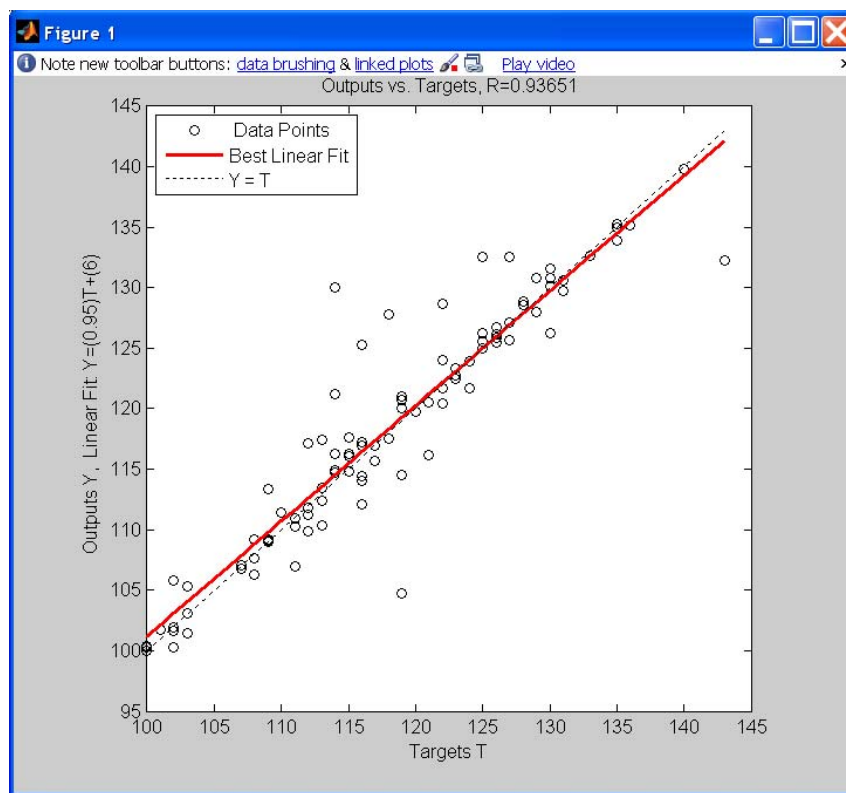 Figure 1
Note new toolbar buttons: data brushing & linked plots Play video
Outputs vs. Targets, R=0.93651
Data Points
Best Linear Fit
Y = T
Outputs Y, Linear Fit: Y=(0.95)T+(6)
145
140
135
130
125
120
115
110
105
100
95
100 105 110 115 120 125 130 135 140 145
Targets T